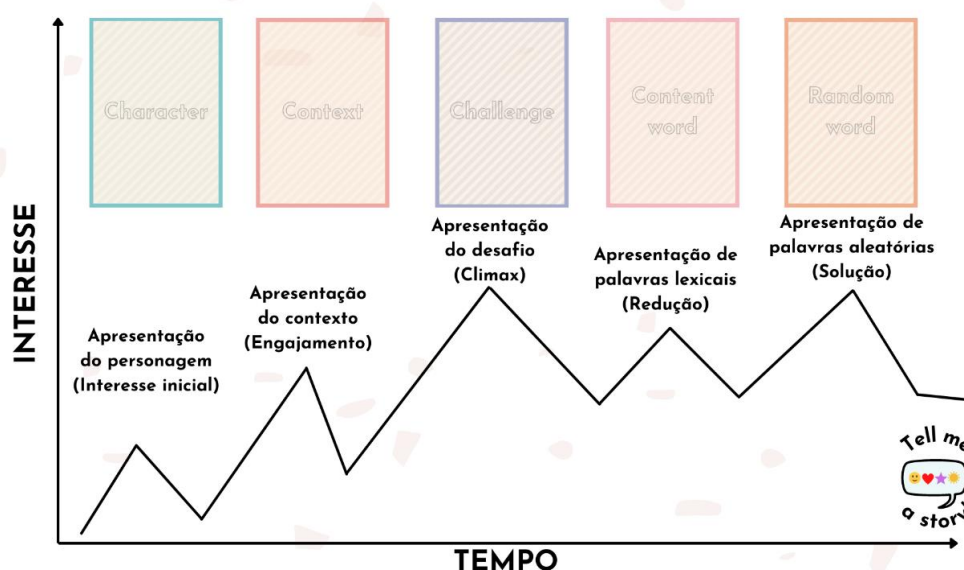 Character
Context
Challenge
Content
word
Random
word
INTERESSE
Apresentação
do personagem
(Interesse inicial)
Apresentação
do contexto
(Engajamento)
Apresentação
do desafio
(Climax)
Apresentação de
palavras lexicais
(Redução)
Apresentação de
palavras aleatórias
(Solução)
Tell me
a story
TEMPO